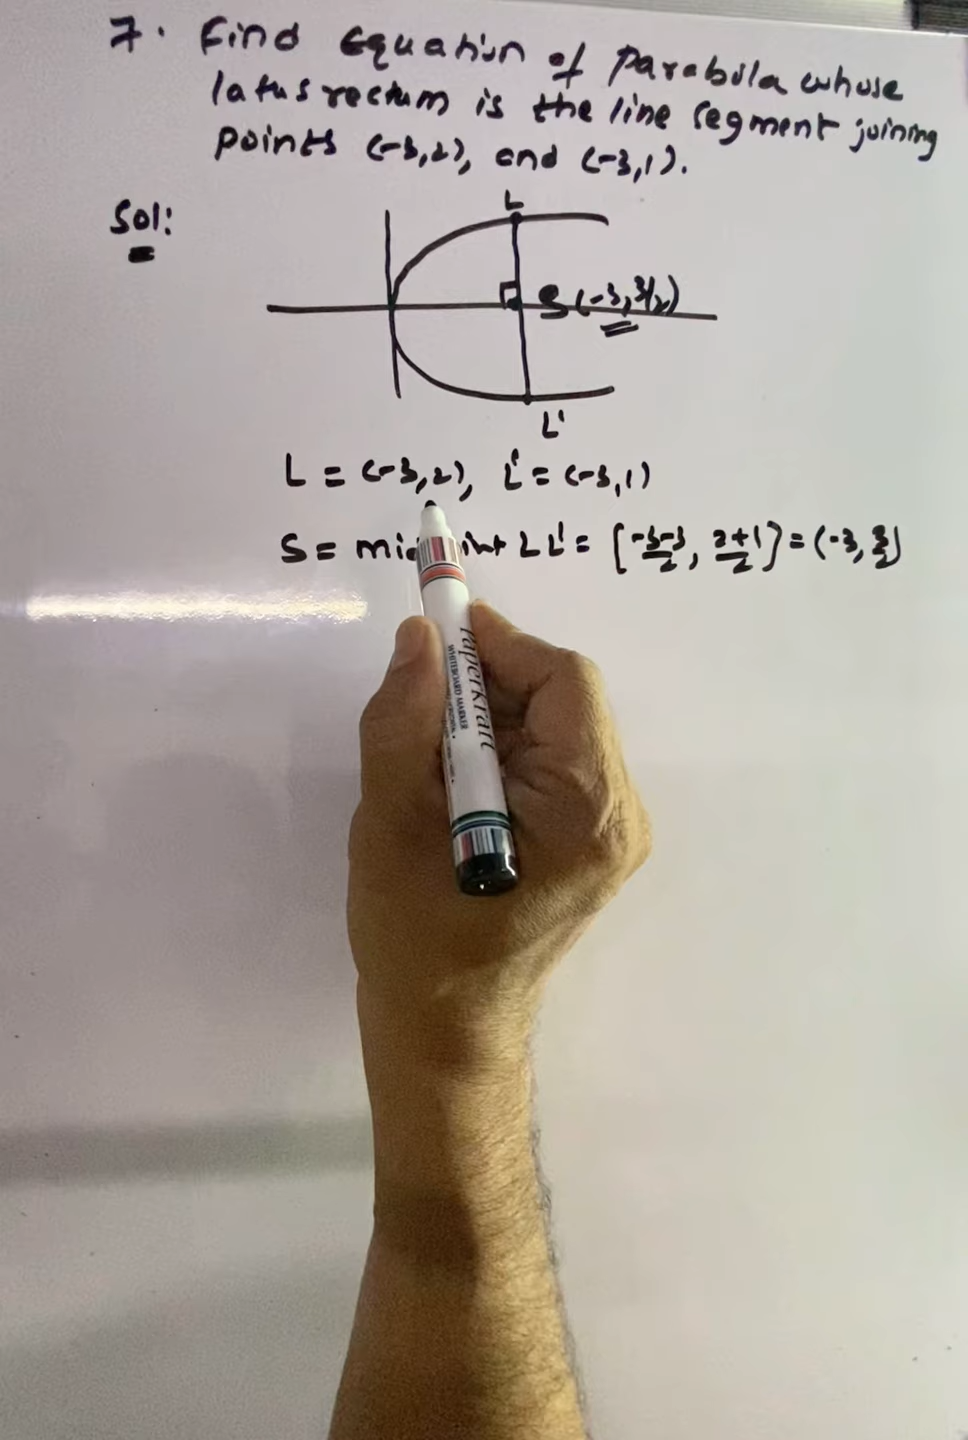 7. Find Equation of Parabola whose
latus rectum is the line segment joining
points (-3,2), and (-3,1).
Sol:
L
S(-3, 3/2)
L'
L = (-3,2), L' = (-3,1)
S = mid LL' = [-3-3/2, 2+1/2] = (-3, 3/2)
Paperkraft
WHITEBOARD MARKER